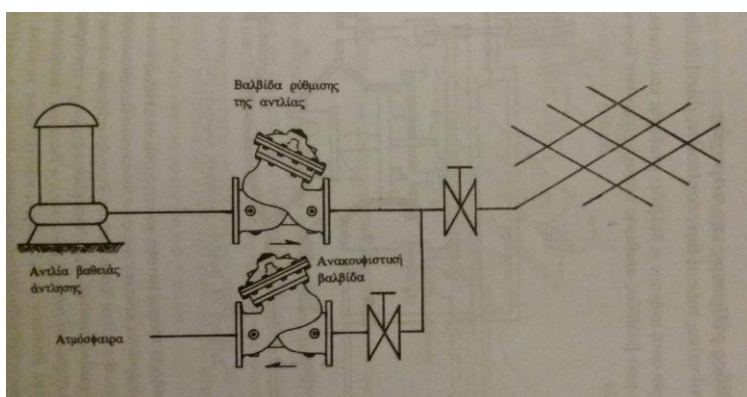 Βαλβίδα ρύθμισης
της αντλίας
Αντλία βαθειάς
άντλησης
Ανακουφιστική
βαλβίδα
Ατμόσφαιρα